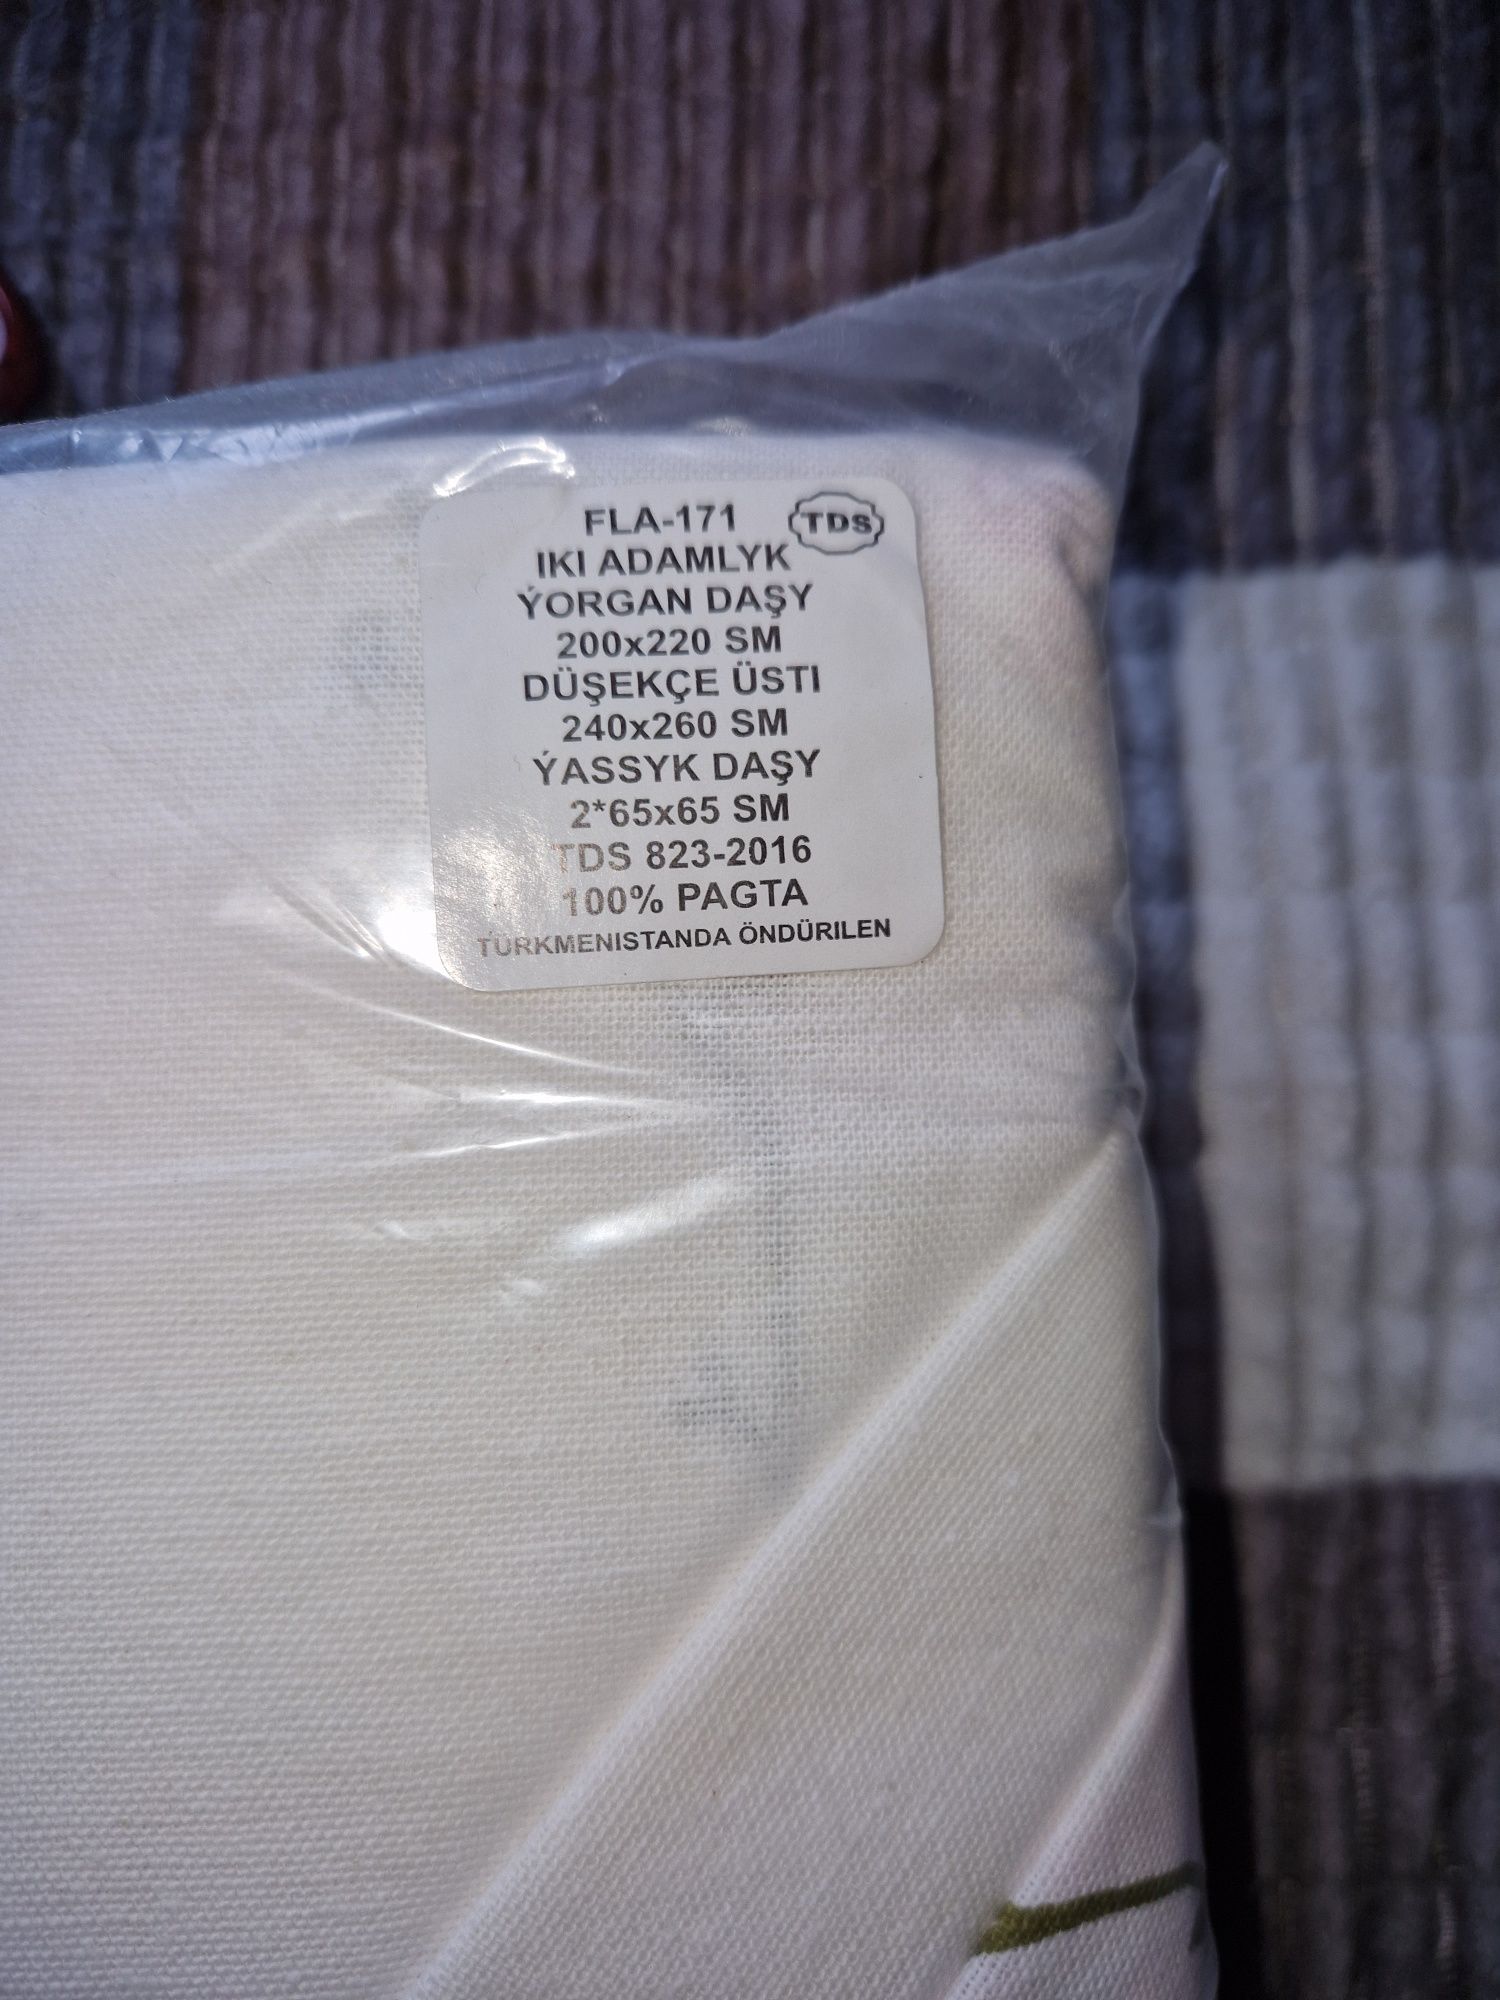 FLA-171
TDS
IKI ADAMLYK
ÝORGAN DAŞY
200x220 SM
DÜŞEKÇE ÜSTI
240x260 SM
ÝASSYK DAŞY
2*65x65 SM
TDS 823-2016
100% PAGTA
TÜRKMENISTANDA ÖNDÜRILEN